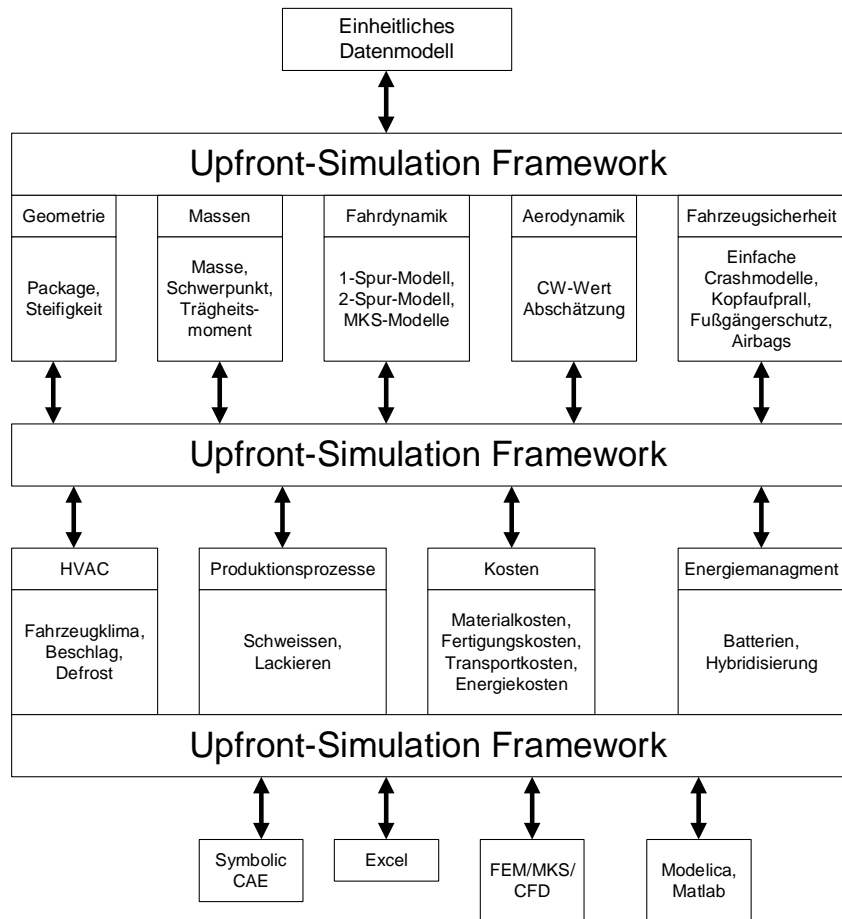 Einheitliches
Datenmodell
Upfront-Simulation Framework
Geometrie
Massen
Fahrdynamik
Aerodynamik
Fahrzeugsicherheit
Package,
Steifigkeit
Masse,
Schwerpunkt,
Trägheits-
moment
1-Spur-Modell,
2-Spur-Modell,
MKS-Modelle
CW-Wert
Abschätzung
Einfache
Crashmodelle,
Kopfaufprall,
Fußgängerschutz,
Airbags
Upfront-Simulation Framework
HVAC
Produktionsprozesse
Kosten
Energiemanagment
Fahrzeugklima,
Beschlag,
Defrost
Schweissen,
Lackieren
Materialkosten,
Fertigungskosten,
Transportkosten,
Energiekosten
Batterien,
Hybridisierung
Upfront-Simulation Framework
Symbolic
CAE
Excel
FEM/MKS/
CFD
Modelica,
Matlab